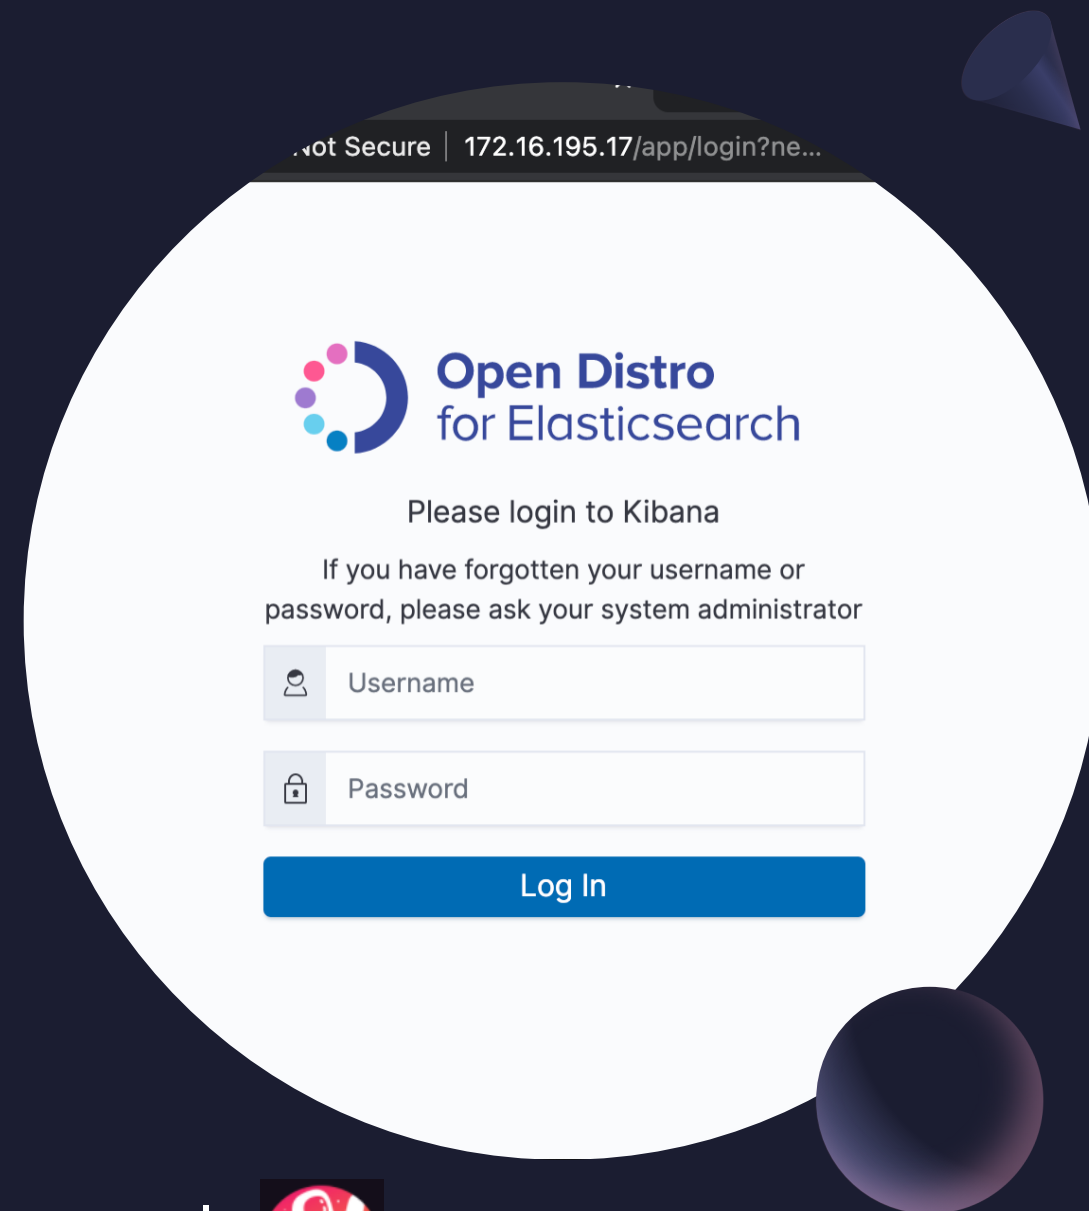 Not Secure | 172.16.195.17/app/login?ne...
Open Distro
for Elasticsearch
Please login to Kibana
If you have forgotten your username or
password, please ask your system administrator
Username
Password
Log In